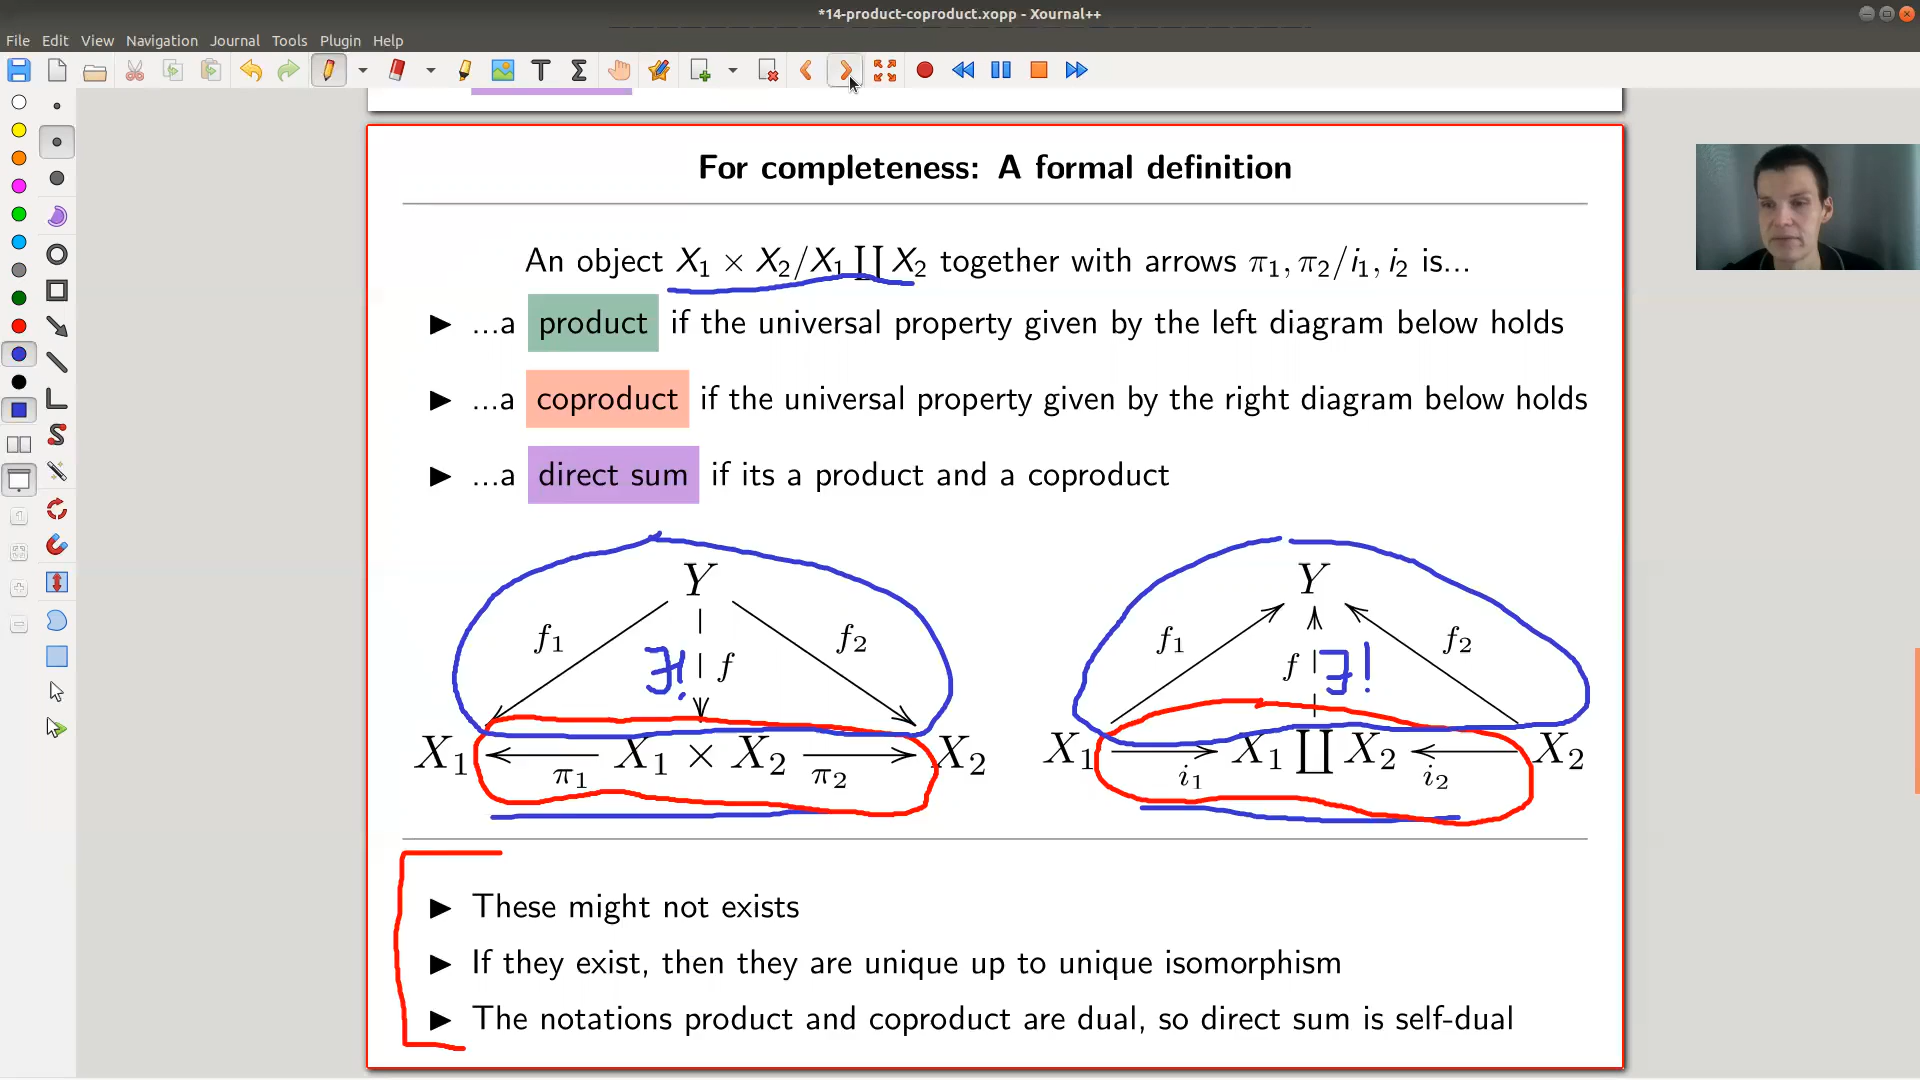 *14-product-coproduct.xopp - Xournal++
File Edit View Navigation Journal Tools Plugin Help
For completeness: A formal definition
An object X₁ × X₂/X₁ ∐ X₂ together with arrows π₁, π₂/i₁, i₂ is...
▶ ...a product if the universal property given by the left diagram below holds
▶ ...a coproduct if the universal property given by the right diagram below holds
▶ ...a direct sum if its a product and a coproduct
Y
f₁ ∃! f f₂
X₁ X₁ × X₂ X₂
π₁ π₂
Y
f₁ f ∃! f₂
X₁ X₁ ∐ X₂ X₂
i₁ i₂
▶ These might not exists
▶ If they exist, then they are unique up to unique isomorphism
▶ The notations product and coproduct are dual, so direct sum is self-dual